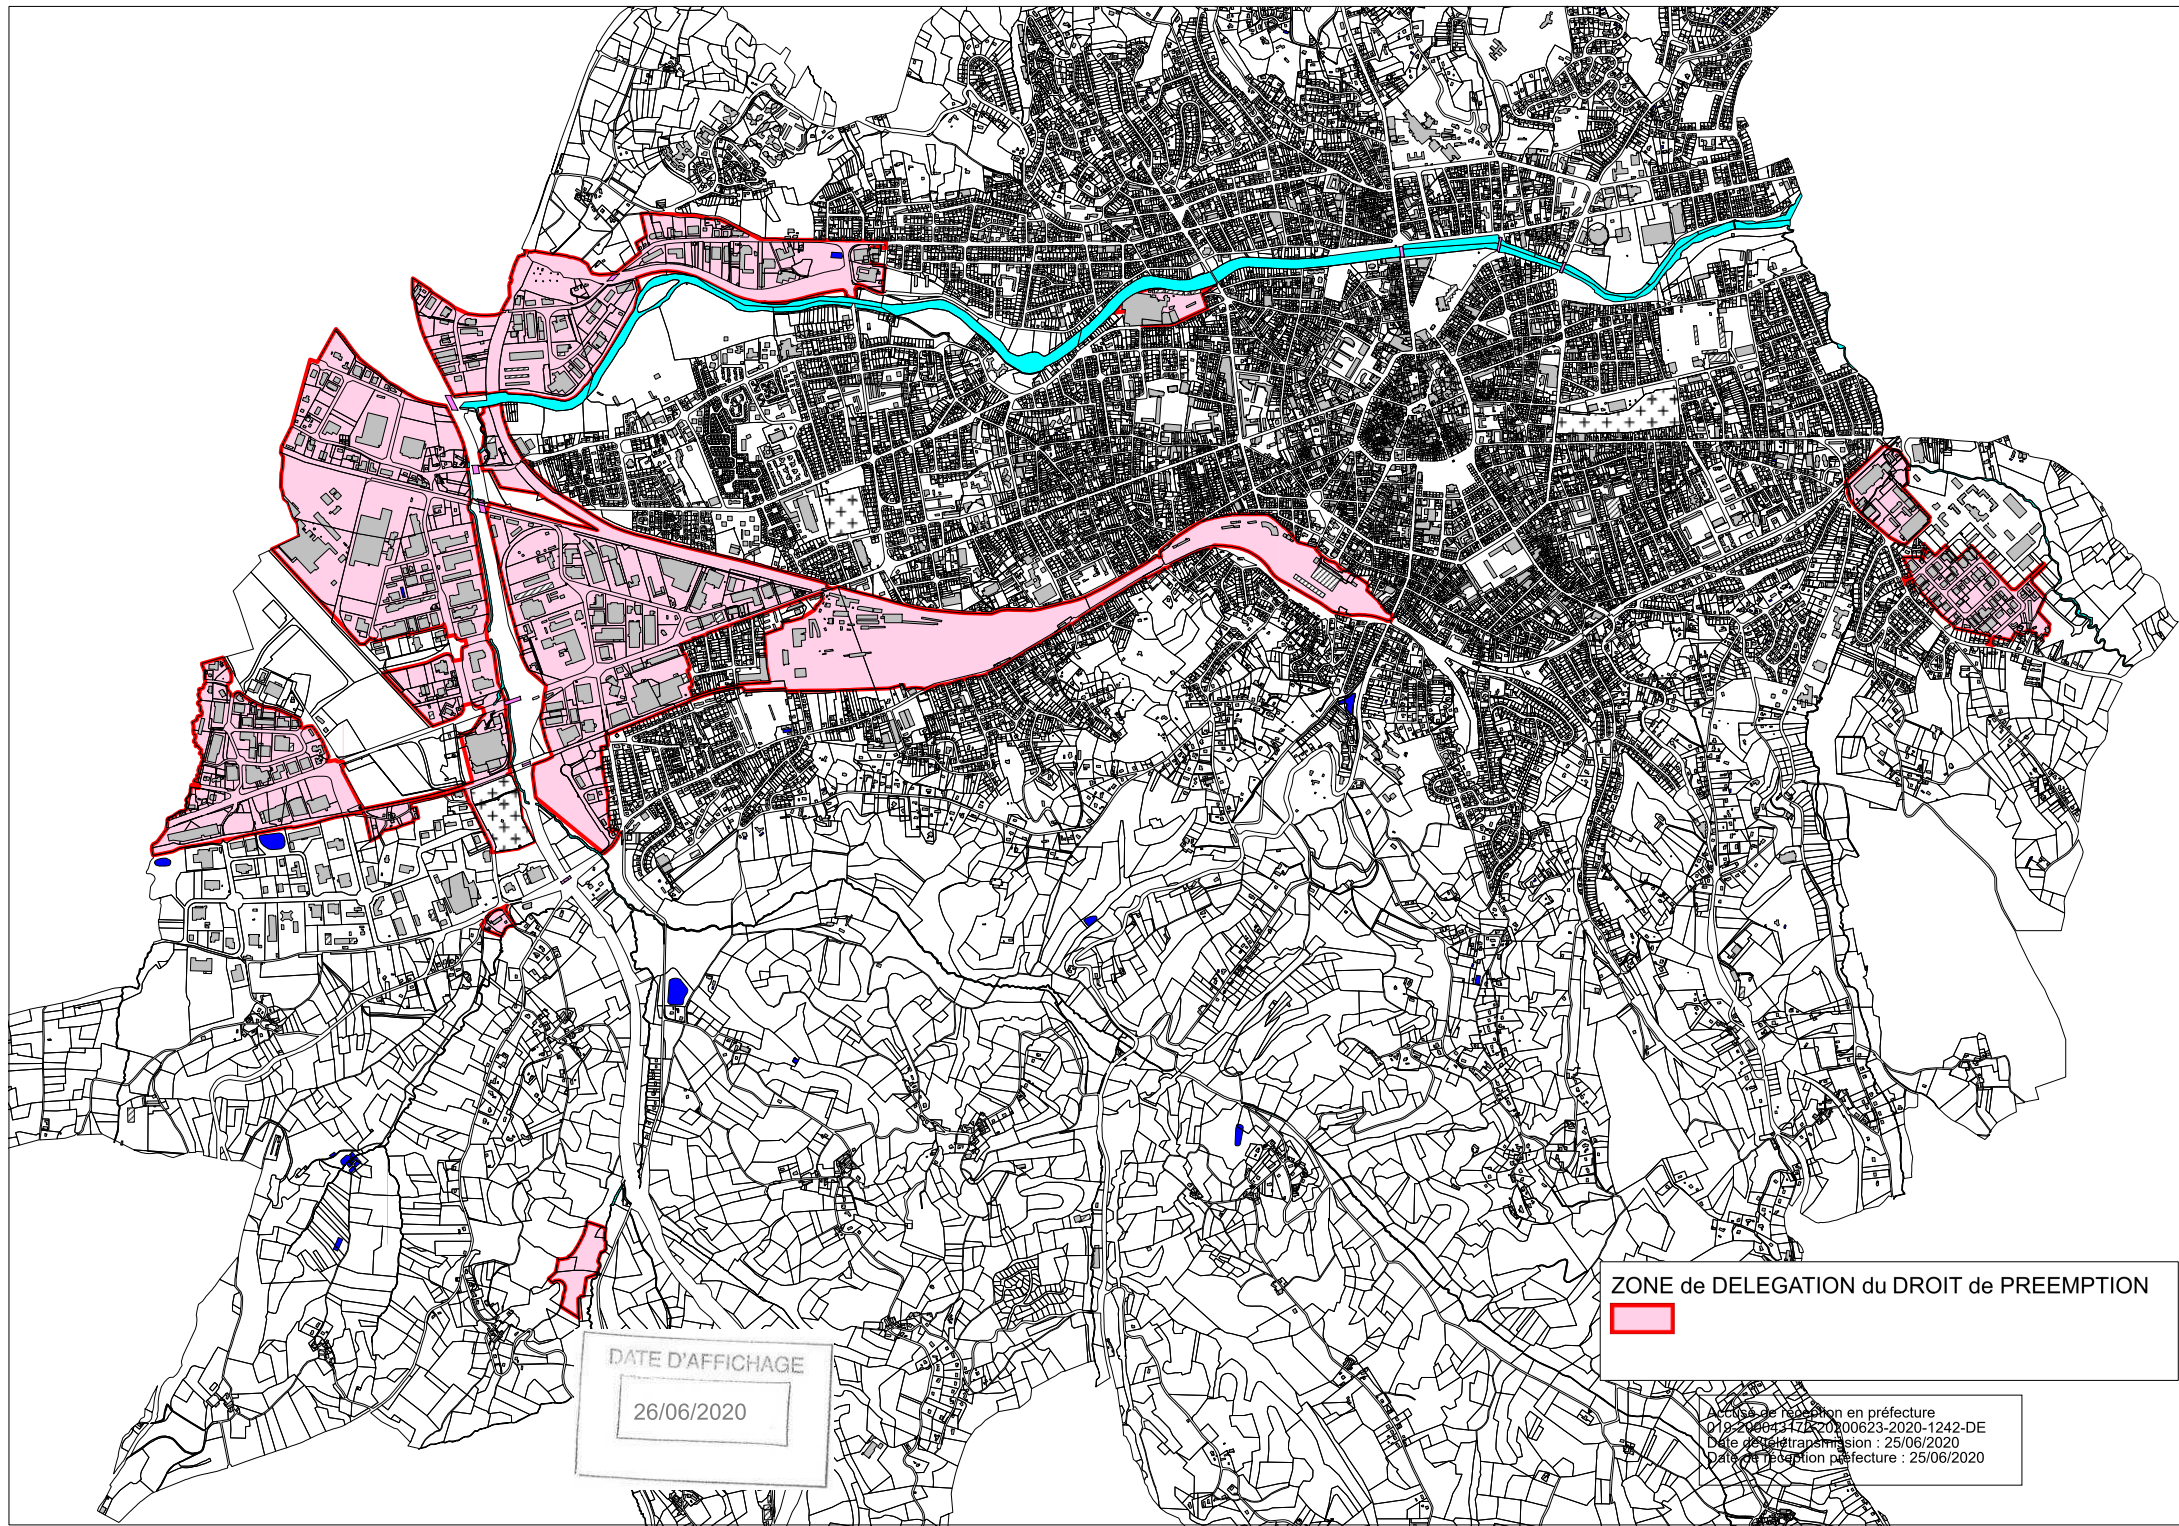 ZONE de DELEGATION du DROIT de PREEMPTION
DATE D'AFFICHAGE
26/06/2020
Accusé de réception en préfecture
019-200043172-20200623-2020-1242-DE
Date de télétransmission : 25/06/2020
Date de réception préfecture : 25/06/2020